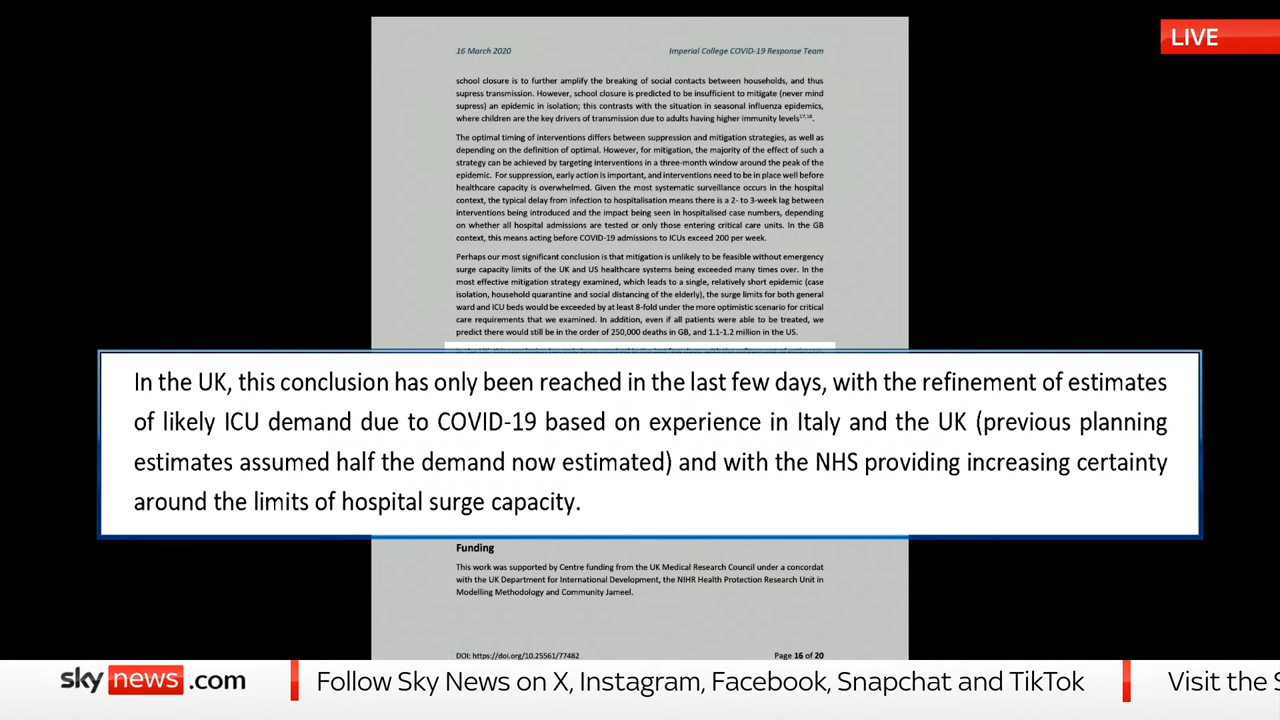 16 March 2020
Imperial College COVID-19 Response Team
LIVE
school closure is to further amplify the breaking of social contacts between households, and thus
supress transmission. However, school closure is predicted to be insufficient to mitigate (never mind
supress) an epidemic in isolation; this contrasts with the situation in seasonal influenza epidemics,
where children are the key drivers of transmission due to adults having higher immunity levels17,18.
The optimal timing of interventions differs between suppression and mitigation strategies, as well as
depending on the definition of optimal. However, for mitigation, the majority of the effect of such a
strategy can be achieved by targeting interventions in a three-month window around the peak of the
epidemic. For suppression, early action is important, and interventions need to be in place well before
healthcare capacity is overwhelmed. Given the most systematic surveillance occurs in the hospital
context, the typical delay from infection to hospitalisation means there is a 2- to 3-week lag between
interventions being introduced and the impact being seen in hospitalised case numbers, depending
on whether all hospital admissions are tested or only those entering critical care units. In the GB
context, this means acting before COVID-19 admissions to ICUs exceed 200 per week.
Perhaps our most significant conclusion is that mitigation is unlikely to be feasible without emergency
surge capacity limits of the UK and US healthcare systems being exceeded many times over. In the
most effective mitigation strategy examined, which leads to a single, relatively short epidemic (case
isolation, household quarantine and social distancing of the elderly), the surge limits for both general
ward and ICU beds would be exceeded by at least 8-fold under the more optimistic scenario for critical
care requirements that we examined. In addition, even if all patients were able to be treated, we
predict there would still be in the order of 250,000 deaths in GB, and 1.1-1.2 million in the US.
In the UK, this conclusion has only been reached in the last few days, with the refinement of estimates
of likely ICU demand due to COVID-19 based on experience in Italy and the UK (previous planning
estimates assumed half the demand now estimated) and with the NHS providing increasing certainty
around the limits of hospital surge capacity.
Funding
This work was supported by Centre funding from the UK Medical Research Council under a concordat
with the UK Department for International Development, the NIHR Health Protection Research Unit in
Modelling Methodology and Community Jameel.
DOI: https://doi.org/10.25561/77482
Page 16 of 20
sky news.com
Follow Sky News on X, Instagram, Facebook, Snapchat and TikTok
Visit the S